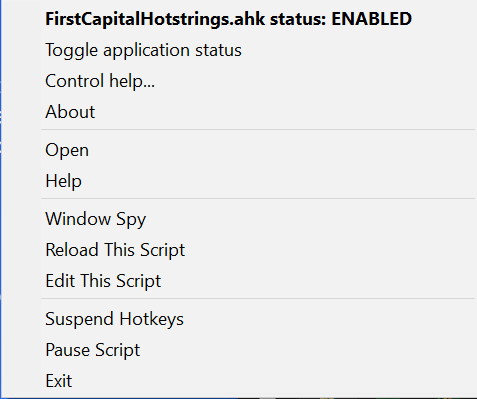 FirstCapitalHotstrings.ahk status: ENABLED
Toggle application status
Control help...
About
Open
Help
Window Spy
Reload This Script
Edit This Script
Suspend Hotkeys
Pause Script
Exit